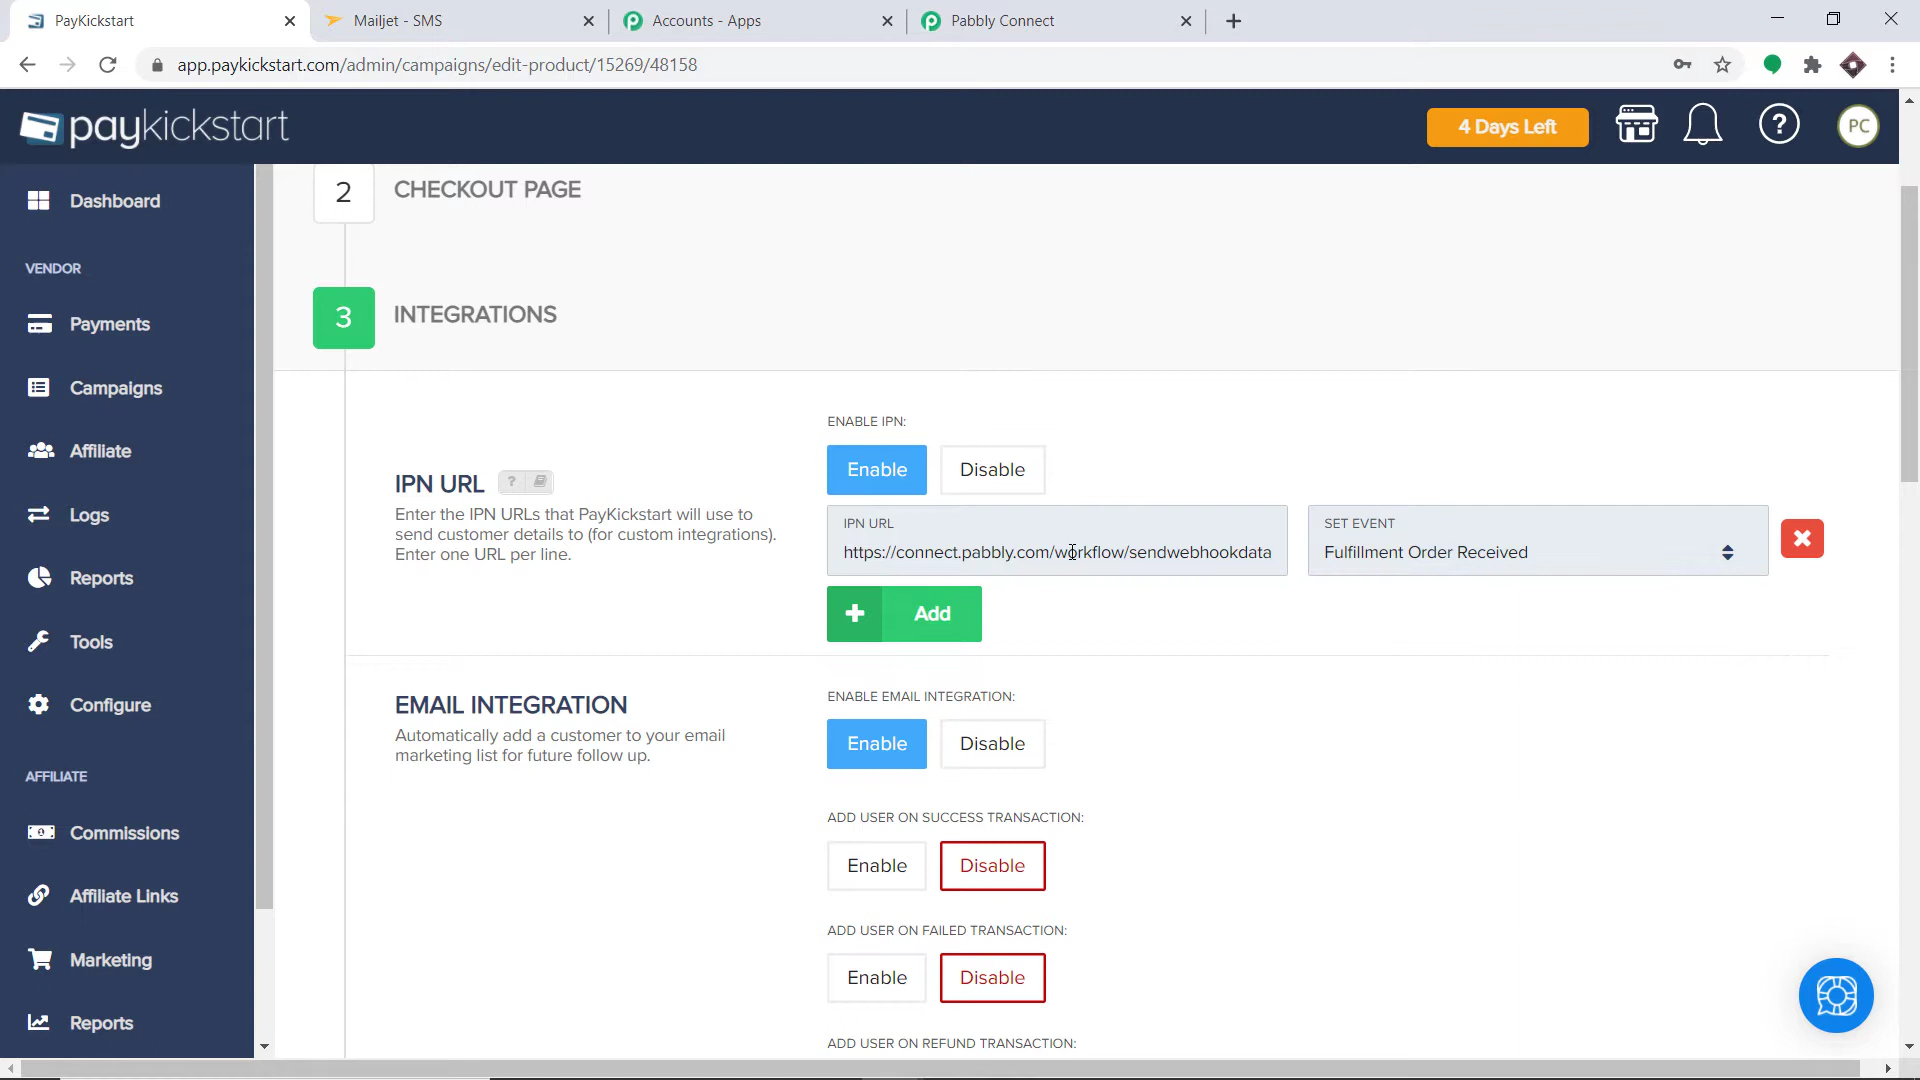 PayKickstart
Mailjet - SMS
Accounts - Apps
Pabbly Connect
app.paykickstart.com/admin/campaigns/edit-product/15269/48158
paykickstart
4 Days Left
?
PC
Dashboard
VENDOR
Payments
Campaigns
Affiliate
Logs
Reports
Tools
Configure
AFFILIATE
Commissions
Affiliate Links
Marketing
Reports
2
CHECKOUT PAGE
3
INTEGRATIONS
IPN URL
?
Enter the IPN URLs that PayKickstart will use to
send customer details to (for custom integrations).
Enter one URL per line.
ENABLE IPN:
Enable
Disable
IPN URL
https://connect.pabbly.com/workflow/sendwebhookdata
SET EVENT
Fulfillment Order Received
Add
EMAIL INTEGRATION
Automatically add a customer to your email
marketing list for future follow up.
ENABLE EMAIL INTEGRATION:
Enable
Disable
ADD USER ON SUCCESS TRANSACTION:
Enable
Disable
ADD USER ON FAILED TRANSACTION:
Enable
Disable
ADD USER ON REFUND TRANSACTION: